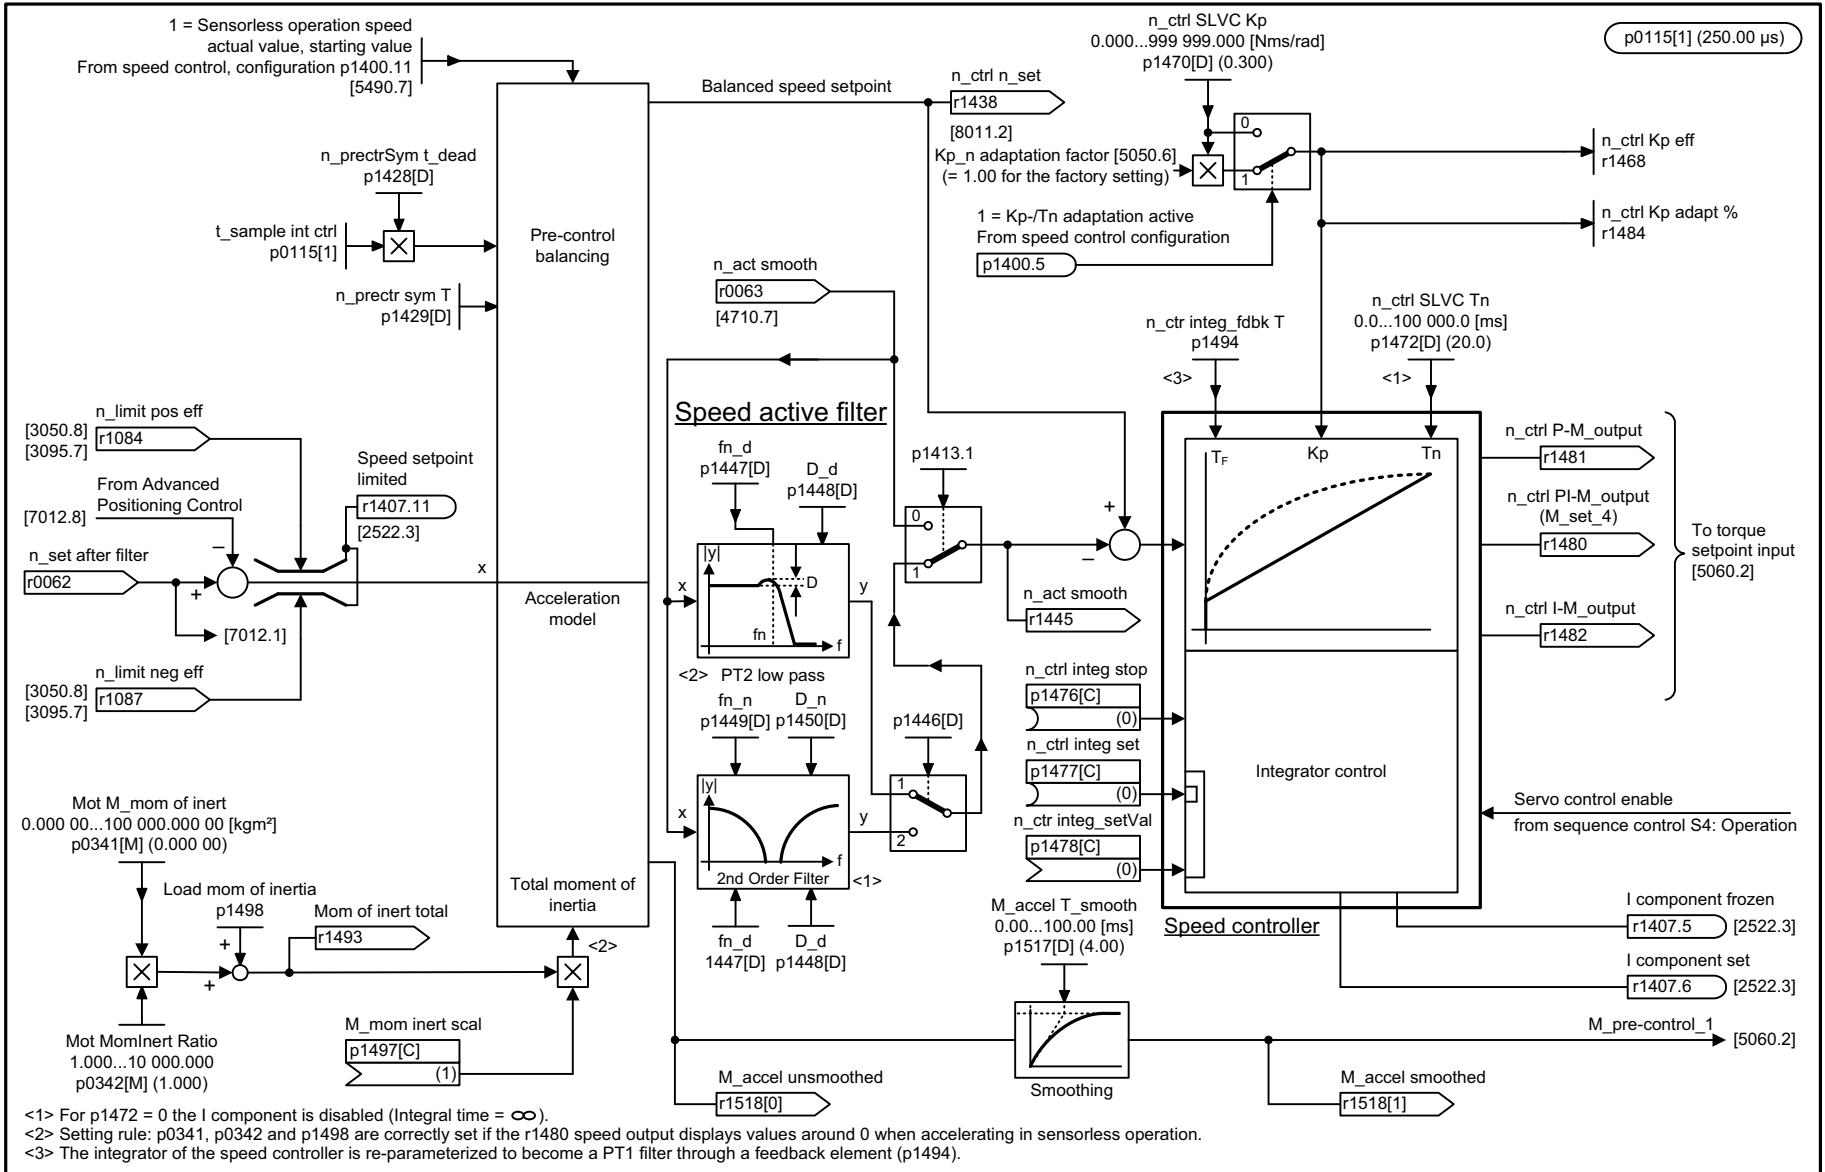 1 = Sensorless operation speed
actual value, starting value
From speed control, configuration p1400.11
[5490.7]
n_ctrl SLVC Kp
0.000...999 999.000 [Nms/rad]
p1470[D] (0.300)
p0115[1] (250.00 µs)
Balanced speed setpoint
n_ctrl n_set
r1438
[8011.2]
Kp_n adaptation factor [5050.6]
(= 1.00 for the factory setting)
0
1
n_ctrl Kp eff
r1468
n_ctrl Kp adapt %
r1484
1 = Kp-/Tn adaptation active
From speed control configuration
p1400.5
n_prectrSym t_dead
p1428[D]
t_sample int ctrl
p0115[1]
n_prectr sym T
p1429[D]
Pre-control
balancing
n_act smooth
r0063
[4710.7]
n_ctr integ_fdbk T
p1494
<3>
n_ctrl SLVC Tn
0.0...100 000.0 [ms]
p1472[D] (20.0)
<1>
n_limit pos eff
[3050.8]
[3095.7]
r1084
From Advanced
Positioning Control
[7012.8]
Speed setpoint
limited
r1407.11
[2522.3]
n_set after filter
r0062
–
+
x
[7012.1]
n_limit neg eff
[3050.8]
[3095.7]
r1087
Acceleration
model
Speed active filter
fn_d
p1447[D]
D_d
p1448[D]
|y|
D
fn
f
x
y
<2> PT2 low pass
fn_n
p1449[D]
D_n
p1450[D]
|y|
f
x
y
2nd Order Filter
<1>
fn_d
1447[D]
D_d
p1448[D]
p1413.1
0
1
p1446[D]
1
2
+
–
n_act smooth
r1445
TF
Kp
Tn
n_ctrl P-M_output
r1481
n_ctrl PI-M_output
(M_set_4)
r1480
n_ctrl I-M_output
r1482
To torque
setpoint input
[5060.2]
n_ctrl integ stop
p1476[C]
(0)
n_ctrl integ set
p1477[C]
(0)
n_ctr integ_setVal
p1478[C]
(0)
Integrator control
Servo control enable
from sequence control S4: Operation
Speed controller
I component frozen
r1407.5
[2522.3]
I component set
r1407.6
[2522.3]
Mot M_mom of inert
0.000 00...100 000.000 00 [kgm²]
p0341[M] (0.000 00)
Load mom of inertia
p1498
+
+
Mom of inert total
r1493
Total moment of
inertia
<2>
Mot MomInert Ratio
1.000...10 000.000
p0342[M] (1.000)
M_mom inert scal
p1497[C]
(1)
M_accel T_smooth
0.00...100.00 [ms]
p1517[D] (4.00)
Smoothing
M_pre-control_1
[5060.2]
M_accel unsmoothed
r1518[0]
M_accel smoothed
r1518[1]
<1> For p1472 = 0 the I component is disabled (Integral time = ∞).
<2> Setting rule: p0341, p0342 and p1498 are correctly set if the r1480 speed output displays values around 0 when accelerating in sensorless operation.
<3> The integrator of the speed controller is re-parameterized to become a PT1 filter through a feedback element (p1494).